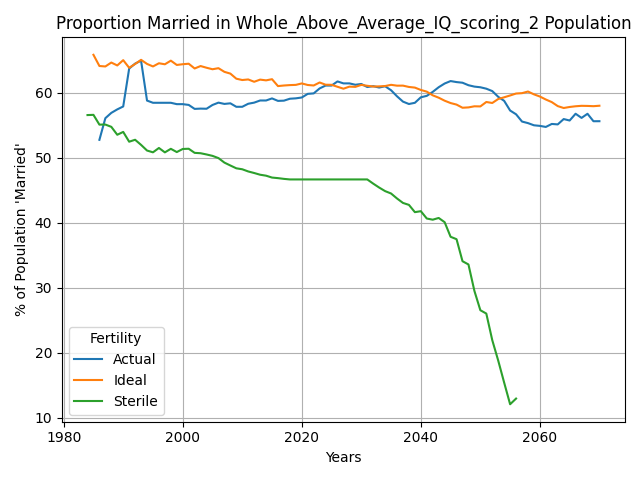 Proportion Married in Whole_Above_Average_IQ_scoring_2 Population
% of Population 'Married'
60
50
40
30
20
10
Fertility
Actual
Ideal
Sterile
1980
2000
2020
2040
2060
Years